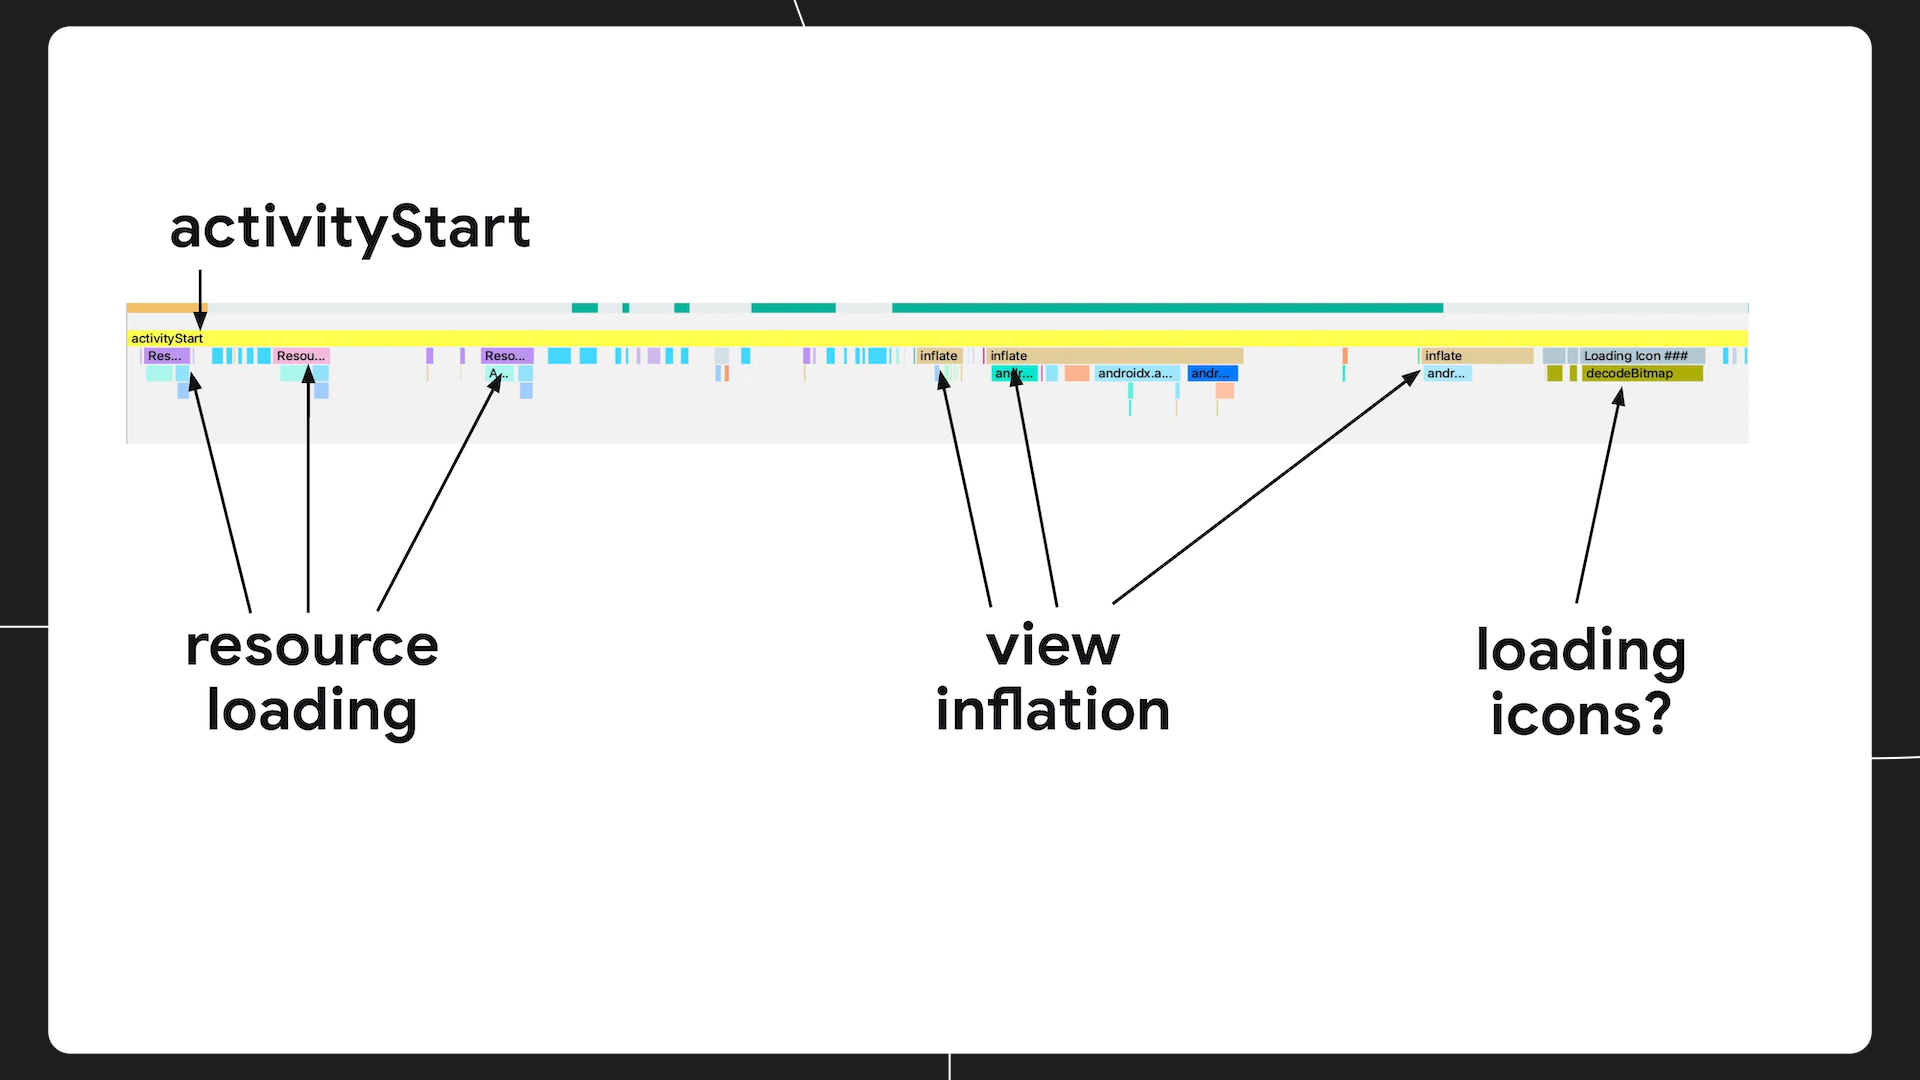 activityStart
activityStart
Res...
Resou...
Reso...
inflate
inflate
inflate
Loading Icon ###
A...
andr...
androidx.a...
andr...
andr...
decodeBitmap
resource
loading
view
inflation
loading
icons?